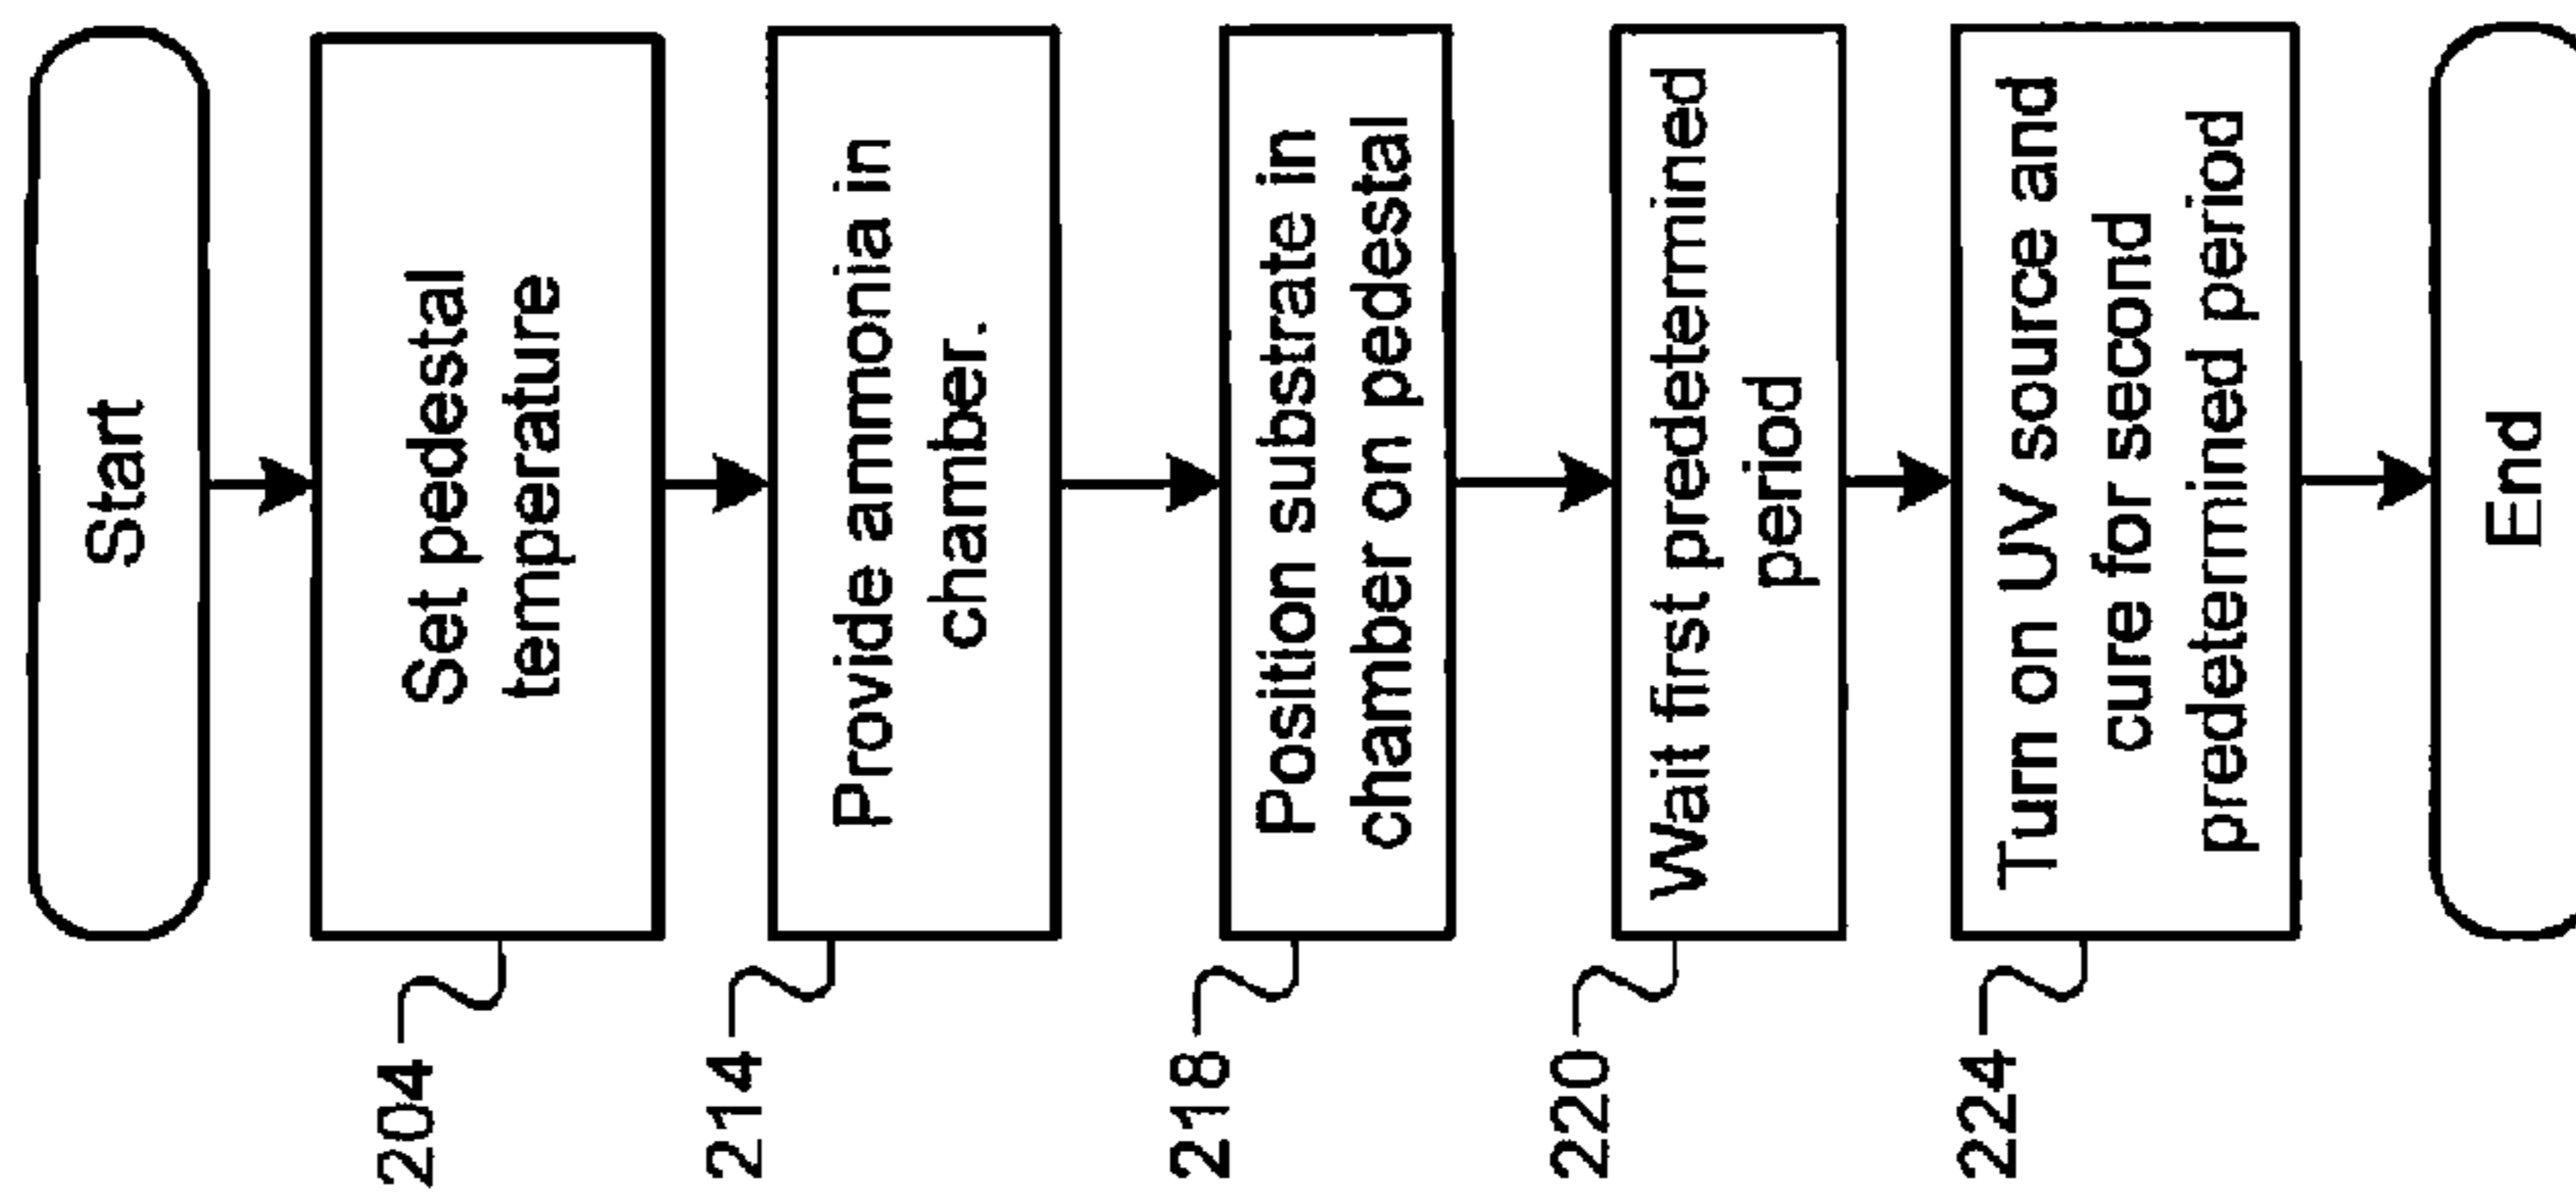 Start
204
Set pedestal
temperature
214
Provide ammonia in
chamber.
218
Position substrate in
chamber on pedestal
220
Wait first predetermined
period
224
Turn on UV source and
cure for second
predetermined period
End